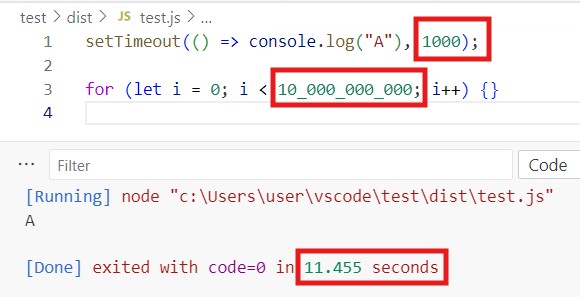 test > dist > JS test.js > ...
1 setTimeout(() => console.log("A"), 1000);
2
3 for (let i = 0; i < 10_000_000_000; i++) {}
4
... Filter Code
[Running] node "c:\Users\user\vscode\test\dist\test.js"
A
[Done] exited with code=0 in 11.455 seconds